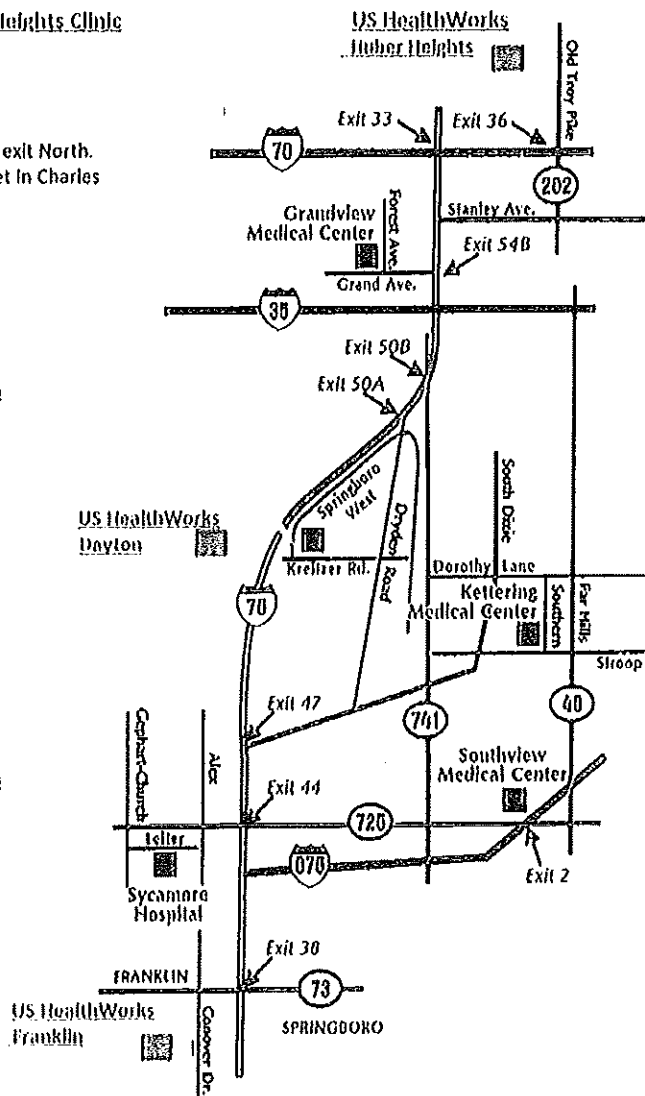 Heights Clinic
US HealthWorks
Huber Heights
Old Troy Pike
exit North.
et In Charles
Exit 33
Exit 36
70
202
Stanley Ave.
Forest Ave.
Grandview
Medical Center
Exit 54B
Grand Ave.
35
Exit 50B
Exit 50A
Springboro
West
Dryden Road
South Dixie
US HealthWorks
Dayton
Kreitzer Rd.
Dorothy Lane
Kettering
Medical Center
Southern
Far Mills
Stroop
70
Exit 47
741
40
Gephart-Church
Alex
Southview
Medical Center
Exit 44
725
Leiter
Sycamore
Hospital
Exit 2
Exit 38
FRANKLIN
73
US HealthWorks
Franklin
SPRINGBORO
Conover Dr.